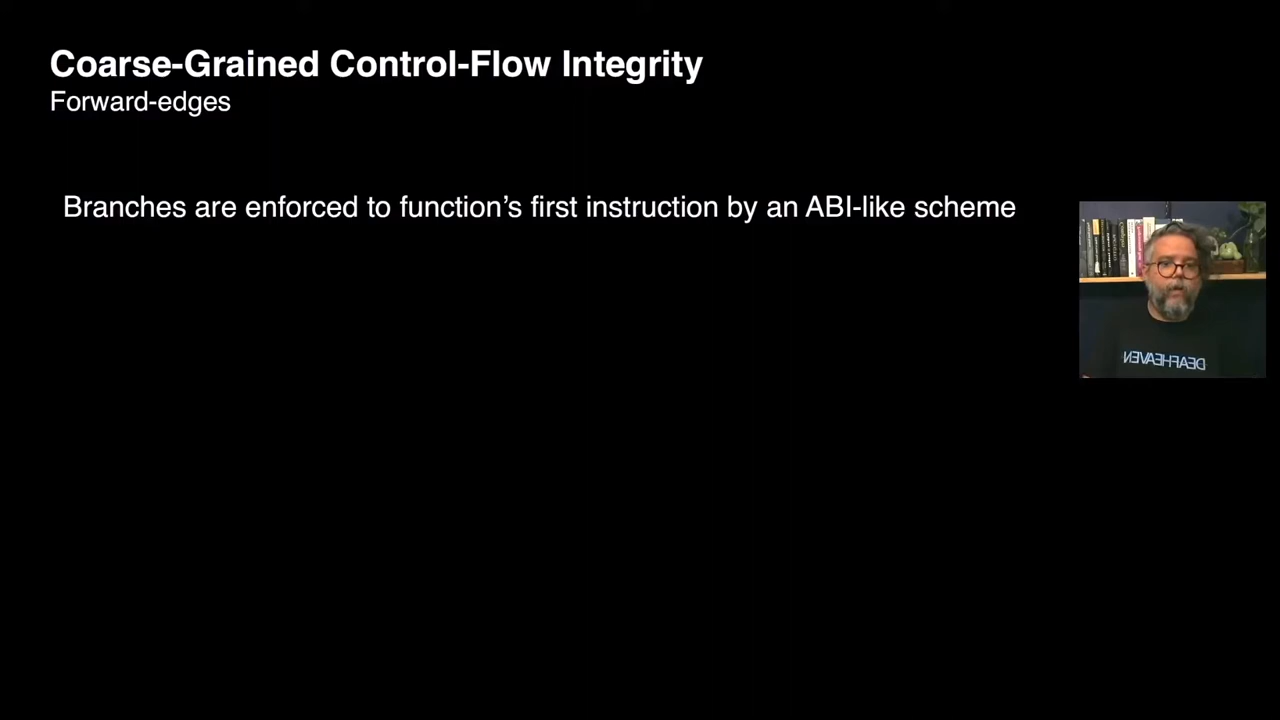 Coarse-Grained Control-Flow Integrity
Forward-edges
Branches are enforced to function's first instruction by an ABI-like scheme
DEAFHEAVEN